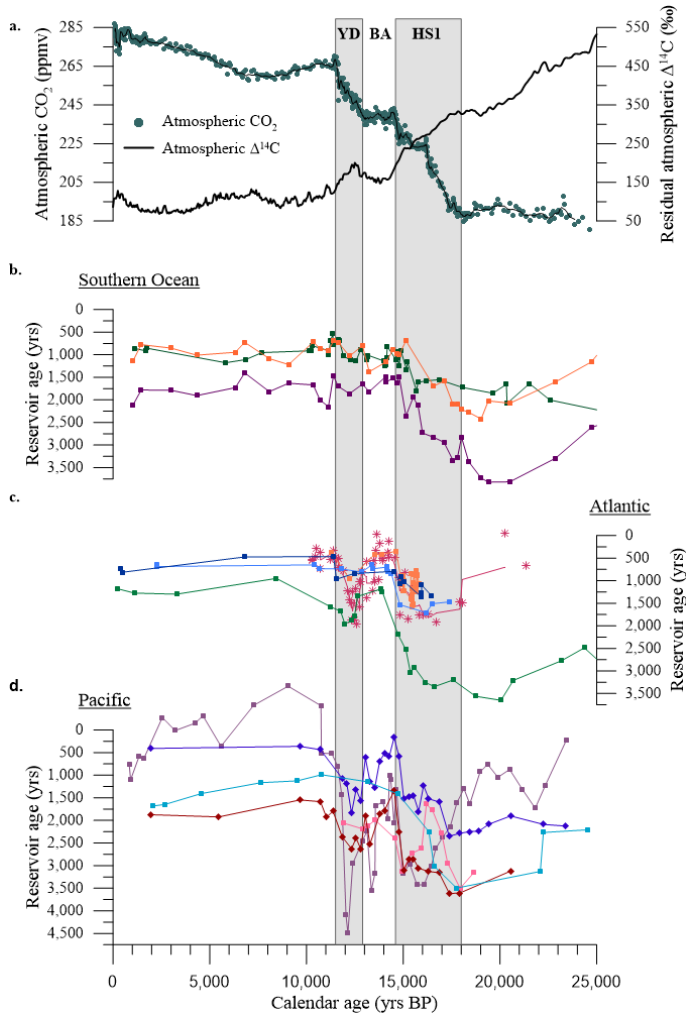 a.
YD BA HS1
285 550
265 450
245 350
225 250
205 150
185 50
Atmospheric CO2 (ppmv)
Residual atmospheric Δ14C (‰)
Atmospheric CO2
Atmospheric Δ14C
b.
Southern Ocean
0
500
1,000
1,500
2,000
2,500
3,000
3,500
Reservoir age (yrs)
c.
Atlantic
0
500
1,000
1,500
2,000
2,500
3,000
3,500
Reservoir age (yrs)
d.
Pacific
0
500
1,000
1,500
2,000
2,500
3,000
3,500
4,000
4,500
Reservoir age (yrs)
0 5,000 10,000 15,000 20,000 25,000
Calendar age (yrs BP)